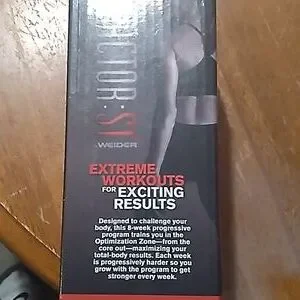 WEIDER
EXTREME
WORKOUTS
FOR EXCITING
RESULTS
Designed to challenge your
body, this 8-week progressive
program trains you in the
Optimization Zone—from the
core out—maximizing your
total-body results. Each week
is progressively harder so you
grow with the program to get
stronger every week.